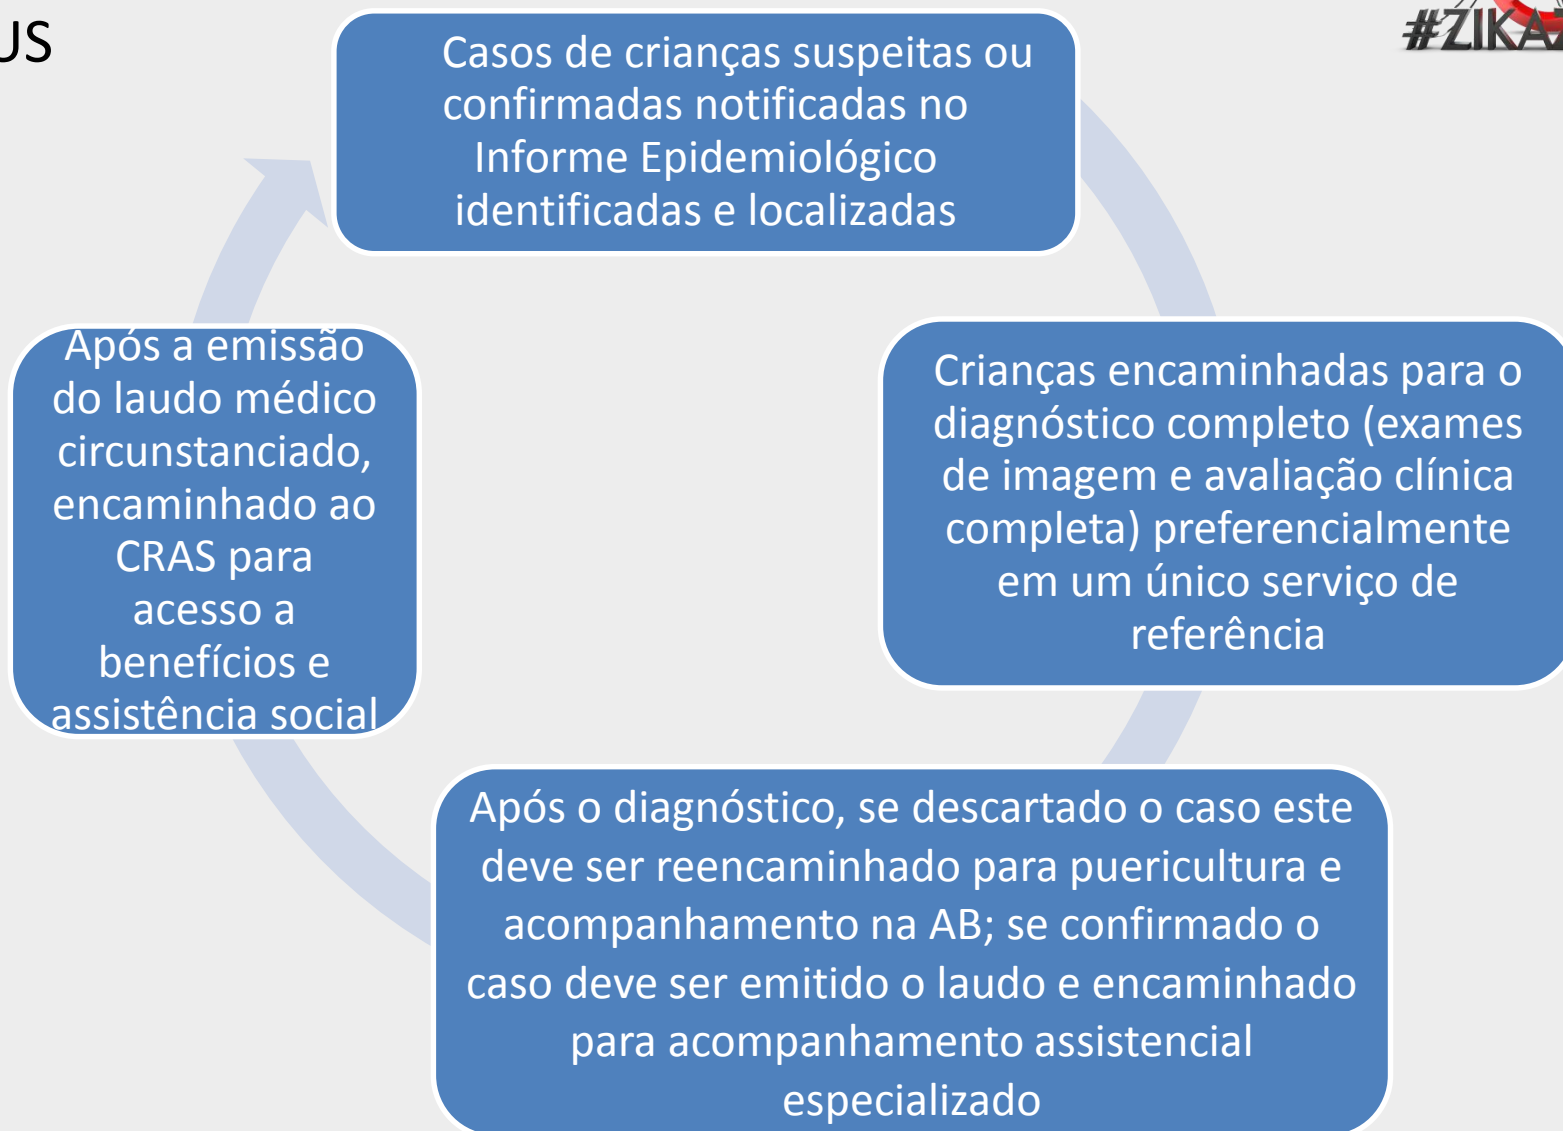 US
#ZIKAZ
Casos de crianças suspeitas ou
confirmadas notificadas no
Informe Epidemiológico
identificadas e localizadas
Crianças encaminhadas para o
diagnóstico completo (exames
de imagem e avaliação clínica
completa) preferencialmente
em um único serviço de
referência
Após o diagnóstico, se descartado o caso este
deve ser reencaminhado para puericultura e
acompanhamento na AB; se confirmado o
caso deve ser emitido o laudo e encaminhado
para acompanhamento assistencial
especializado
Após a emissão
do laudo médico
circunstanciado,
encaminhado ao
CRAS para
acesso a
benefícios e
assistência social